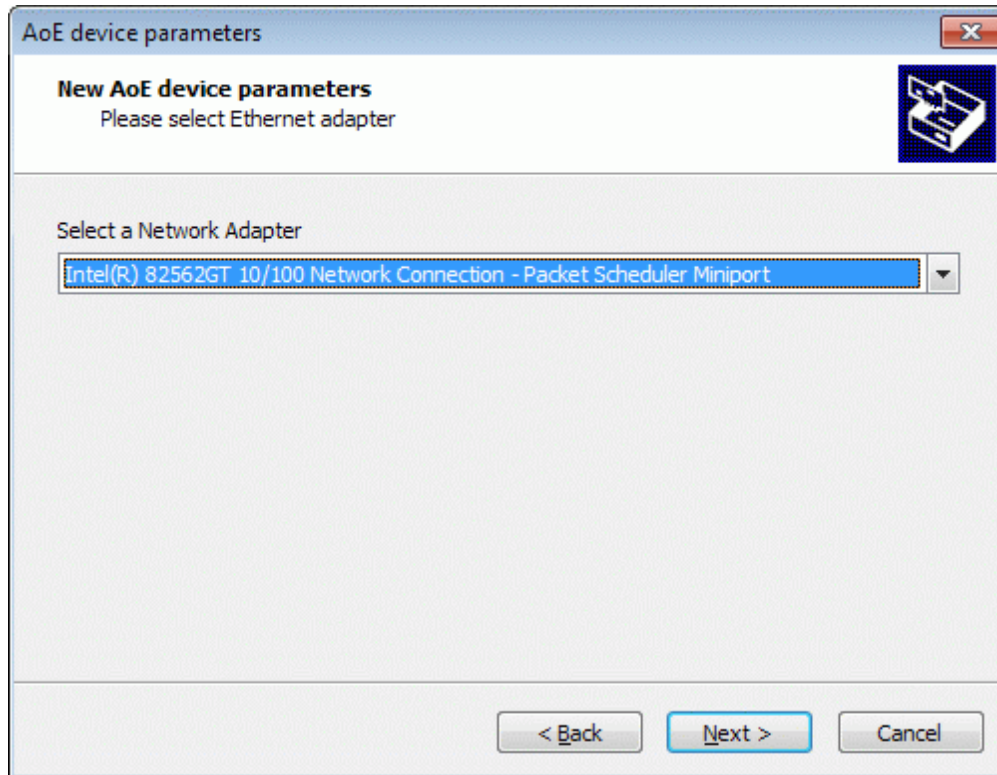 AoE device parameters
New AoE device parameters
Please select Ethernet adapter
Select a Network Adapter
Intel(R) 82562GT 10/100 Network Connection - Packet Scheduler Miniport
< Back Next > Cancel